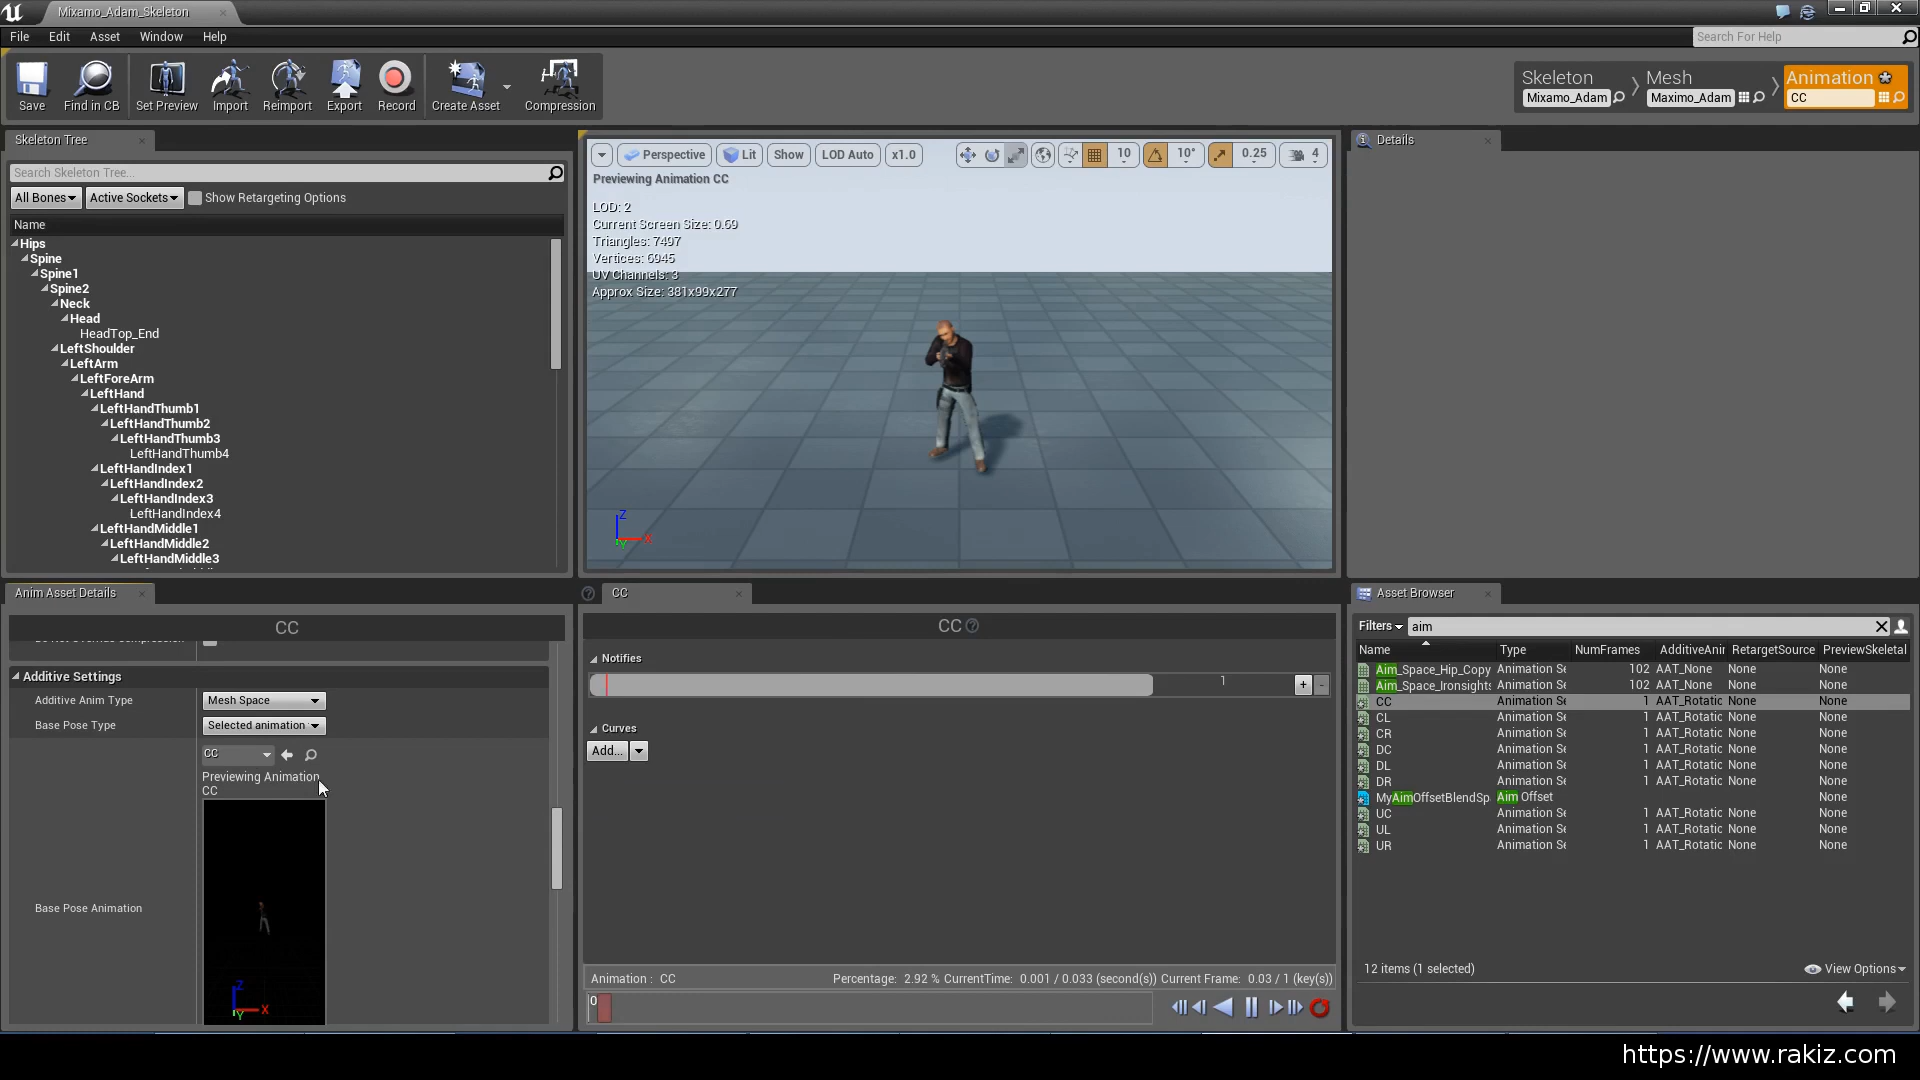 Mixamo_Adam_Skeleton
File Edit Asset Window Help
Search For Help
Save Find in CB Set Preview Import Reimport Export Record Create Asset Compression
Skeleton Mesh Animation
Mixamo_Adam Maximo_Adam CC
Skeleton Tree
Search Skeleton Tree...
All Bones Active Sockets Show Retargeting Options
Name
Hips
Spine
Spine1
Spine2
Neck
Head
HeadTop_End
LeftShoulder
LeftArm
LeftForeArm
LeftHand
LeftHandThumb1
LeftHandThumb2
LeftHandThumb3
LeftHandThumb4
LeftHandIndex1
LeftHandIndex2
LeftHandIndex3
LeftHandIndex4
LeftHandMiddle1
LeftHandMiddle2
LeftHandMiddle3
Perspective Lit Show LOD Auto x1.0 10 10° 0.25 4
Previewing Animation CC
LOD: 2
Current Screen Size: 0.69
Triangles: 7497
Vertices: 6945
UV Channels: 3
Approx Size: 381x99x277
Z
X
Y
Details
Anim Asset Details
CC
Additive Settings
Additive Anim Type Mesh Space
Base Pose Type Selected animation
CC
Previewing Animation
CC
Base Pose Animation
Z
X
Y
CC
CC
Notifies
1
+ -
Curves
Add...
Animation : CC Percentage: 2.92 % CurrentTime: 0.001 / 0.033 (second(s)) Current Frame: 0.03 / 1 (key(s))
0
Asset Browser
Filters aim
Name Type NumFrames AdditiveAnir RetargetSource PreviewSkeletal
Aim_Space_Hip_Copy Animation Se 102 AAT_None None None
Aim_Space_Ironsights Animation Se 102 AAT_None None None
CC Animation Se 1 AAT_Rotatic None None
CL Animation Se 1 AAT_Rotatic None None
CR Animation Se 1 AAT_Rotatic None None
DC Animation Se 1 AAT_Rotatic None None
DL Animation Se 1 AAT_Rotatic None None
DR Animation Se 1 AAT_Rotatic None None
MyAimOffsetBlendSp Aim Offset None
UC Animation Se 1 AAT_Rotatic None None
UL Animation Se 1 AAT_Rotatic None None
UR Animation Se 1 AAT_Rotatic None None
12 items (1 selected) View Options
https://www.rakiz.com